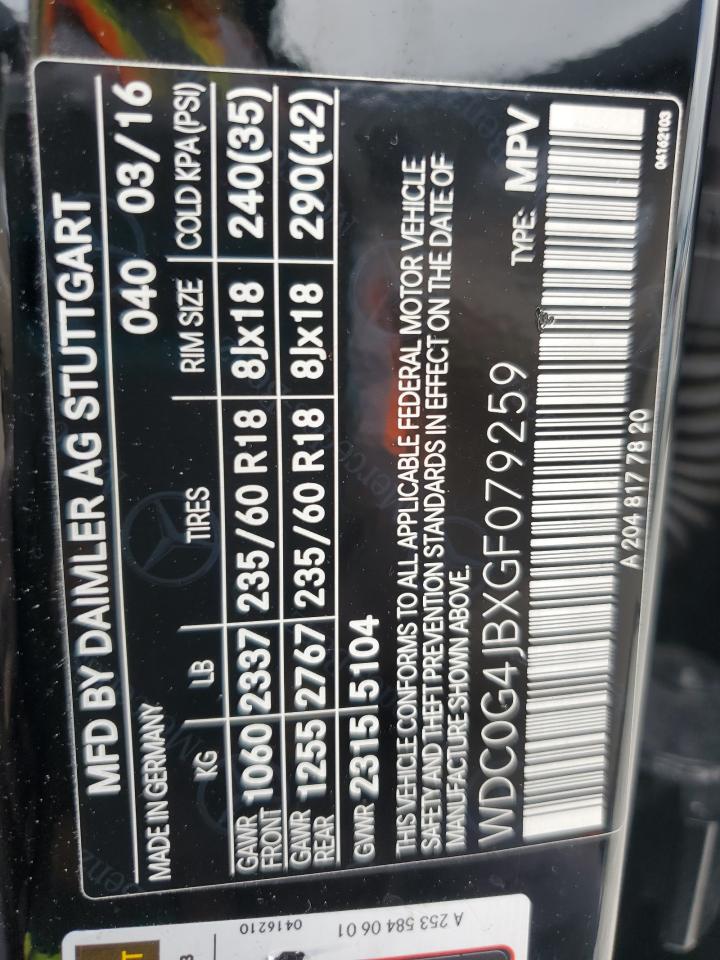 MFD BY DAIMLER AG STUTTGART
MADE IN GERMANY 040 03/16
KG LB TIRES RIM SIZE COLD KPA(PSI)
GAWR FRONT 1060 2337 235/60 R18 8Jx18 240(35)
GAWR REAR 1255 2767 235/60 R18 8Jx18 290(42)
GVWR 2315 5104
THIS VEHICLE CONFORMS TO ALL APPLICABLE FEDERAL MOTOR VEHICLE
SAFETY AND THEFT PREVENTION STANDARDS IN EFFECT ON THE DATE OF
MANUFACTURE SHOWN ABOVE.
WDC0G4JBXGF079259 TYPE: MPV
A 204 817 78 20
04162103
A 253 584 06 01
0416210